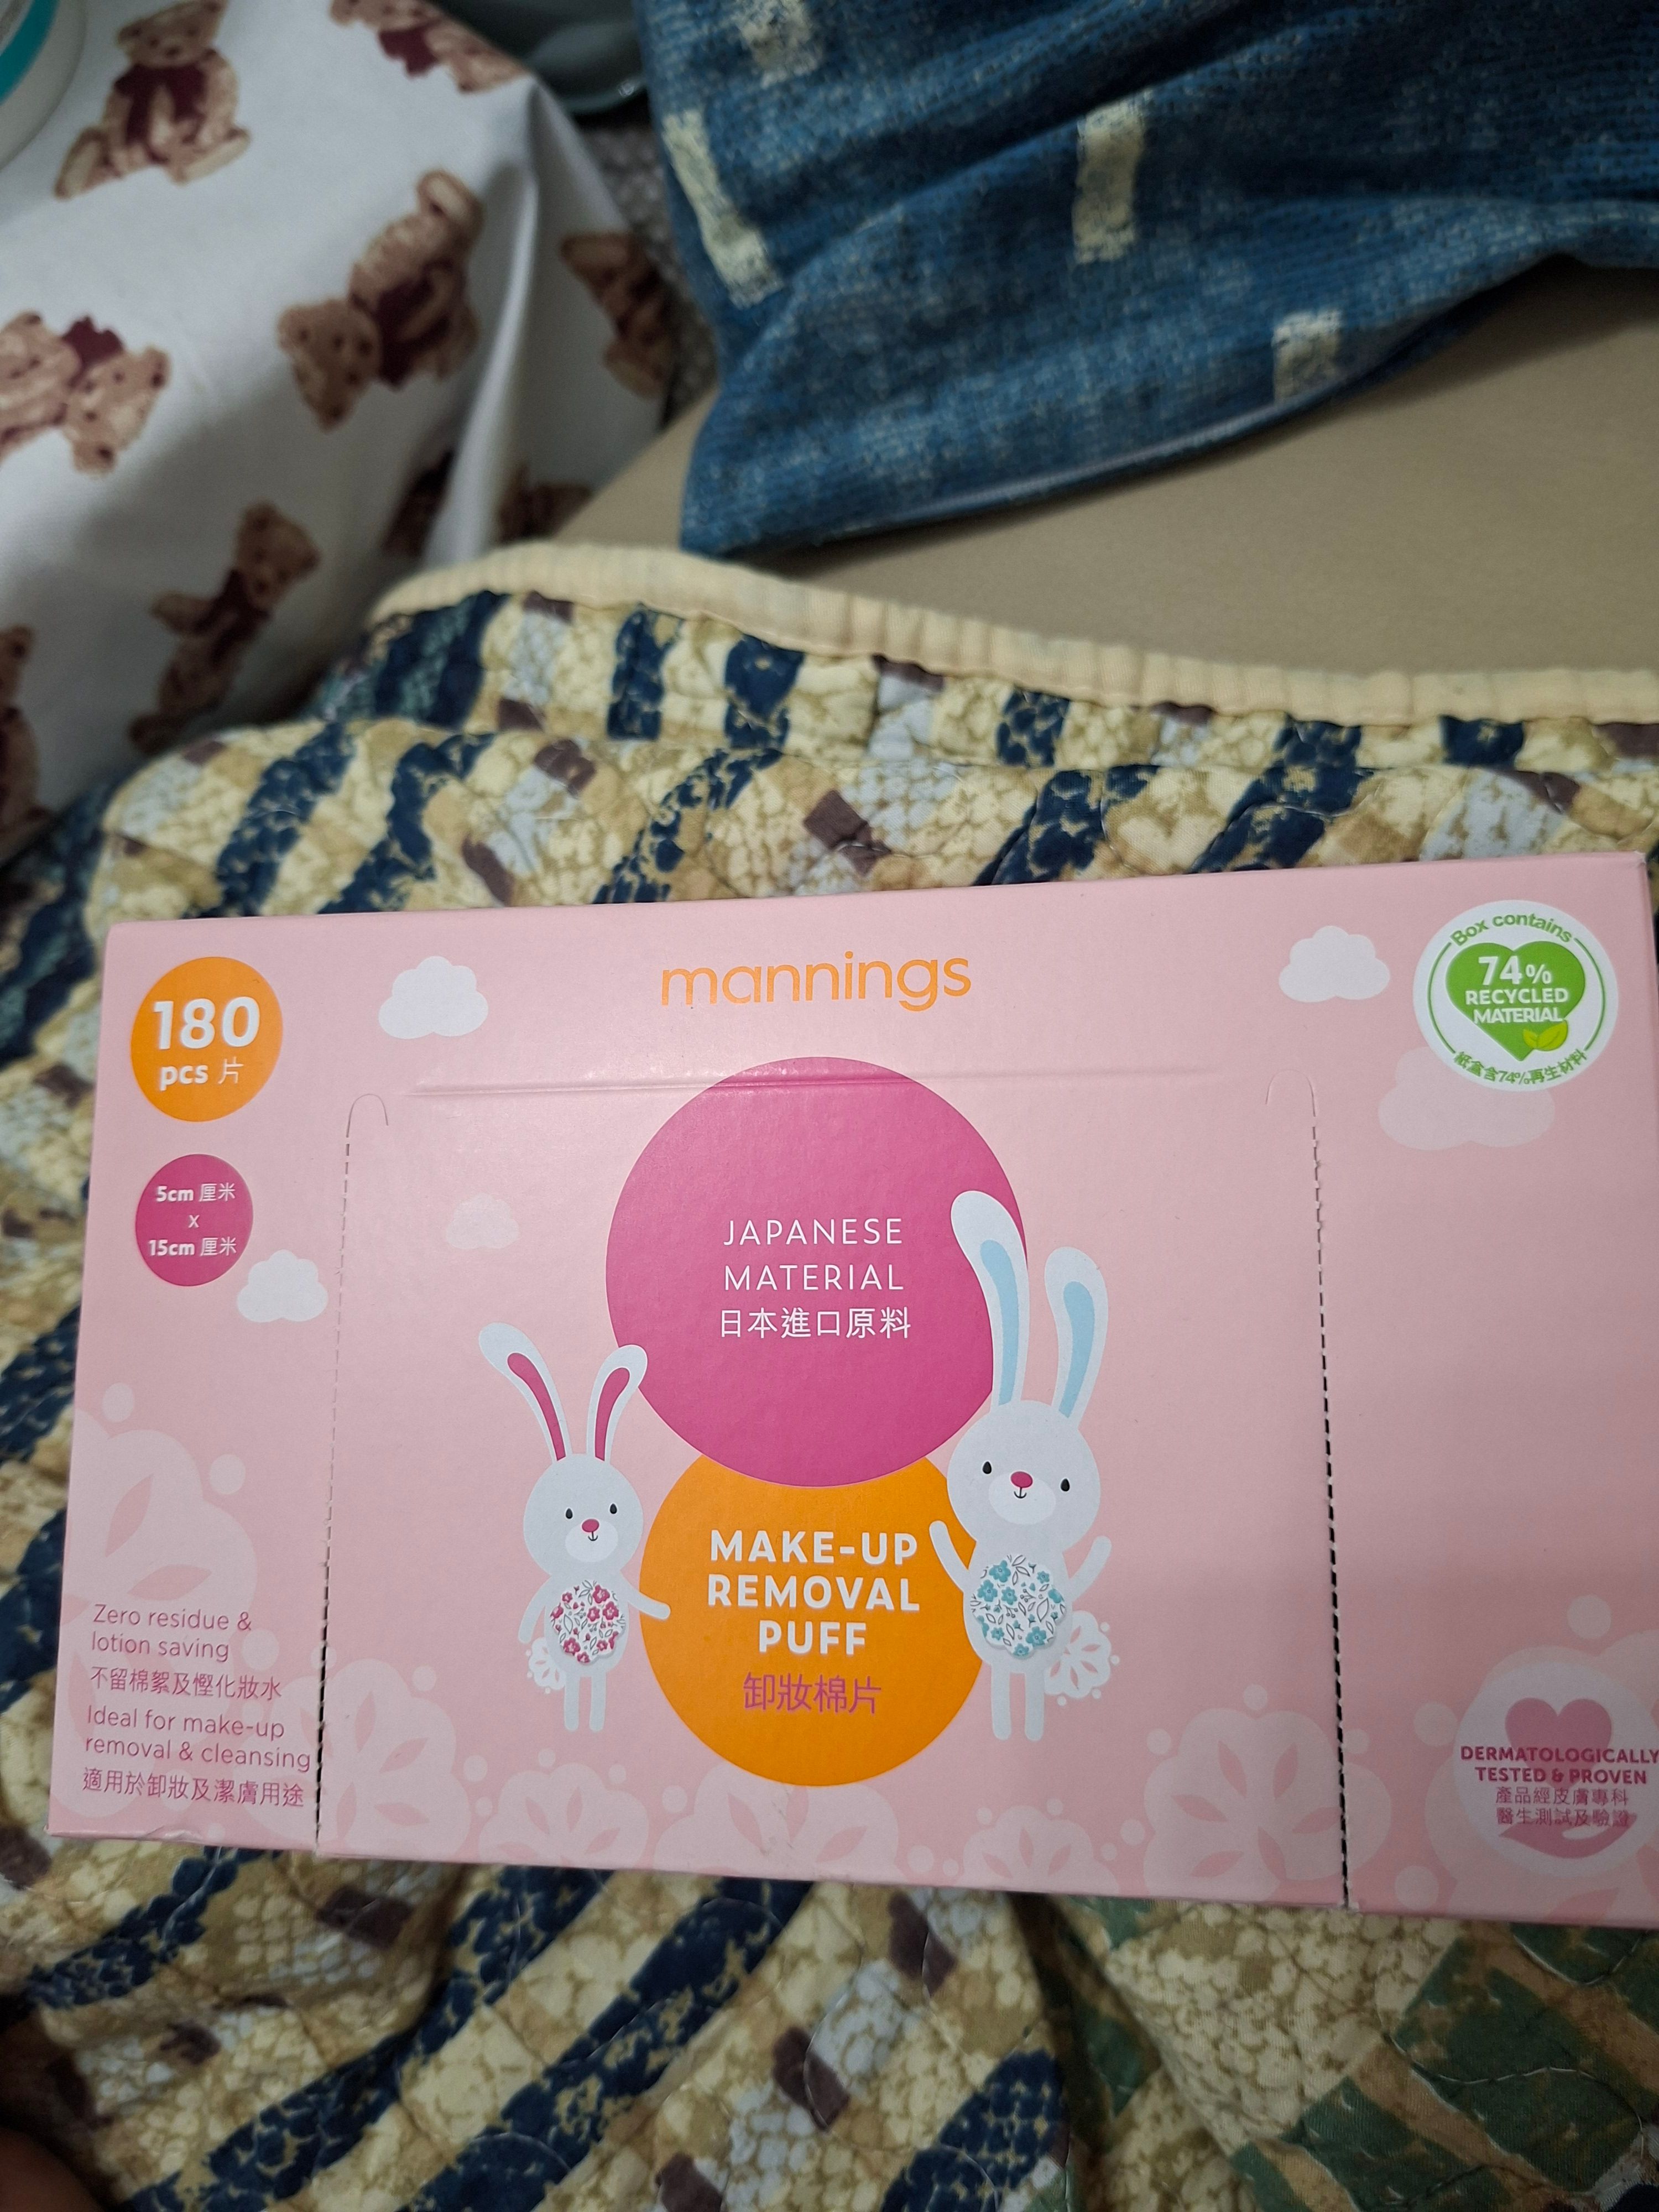 mannings
180
pcs 片
5cm 厘米
x
15cm 厘米
Box contains
74%
RECYCLED
MATERIAL
紙盒含74%再生材料
JAPANESE
MATERIAL
日本進口原料
MAKE-UP
REMOVAL
PUFF
卸妝棉片
Zero residue &
lotion saving
不留棉絮及慳化妝水
Ideal for make-up
removal & cleansing
適用於卸妝及潔膚用途
DERMATOLOGICALLY
TESTED & PROVEN
產品經皮膚專科
醫生測試及驗證